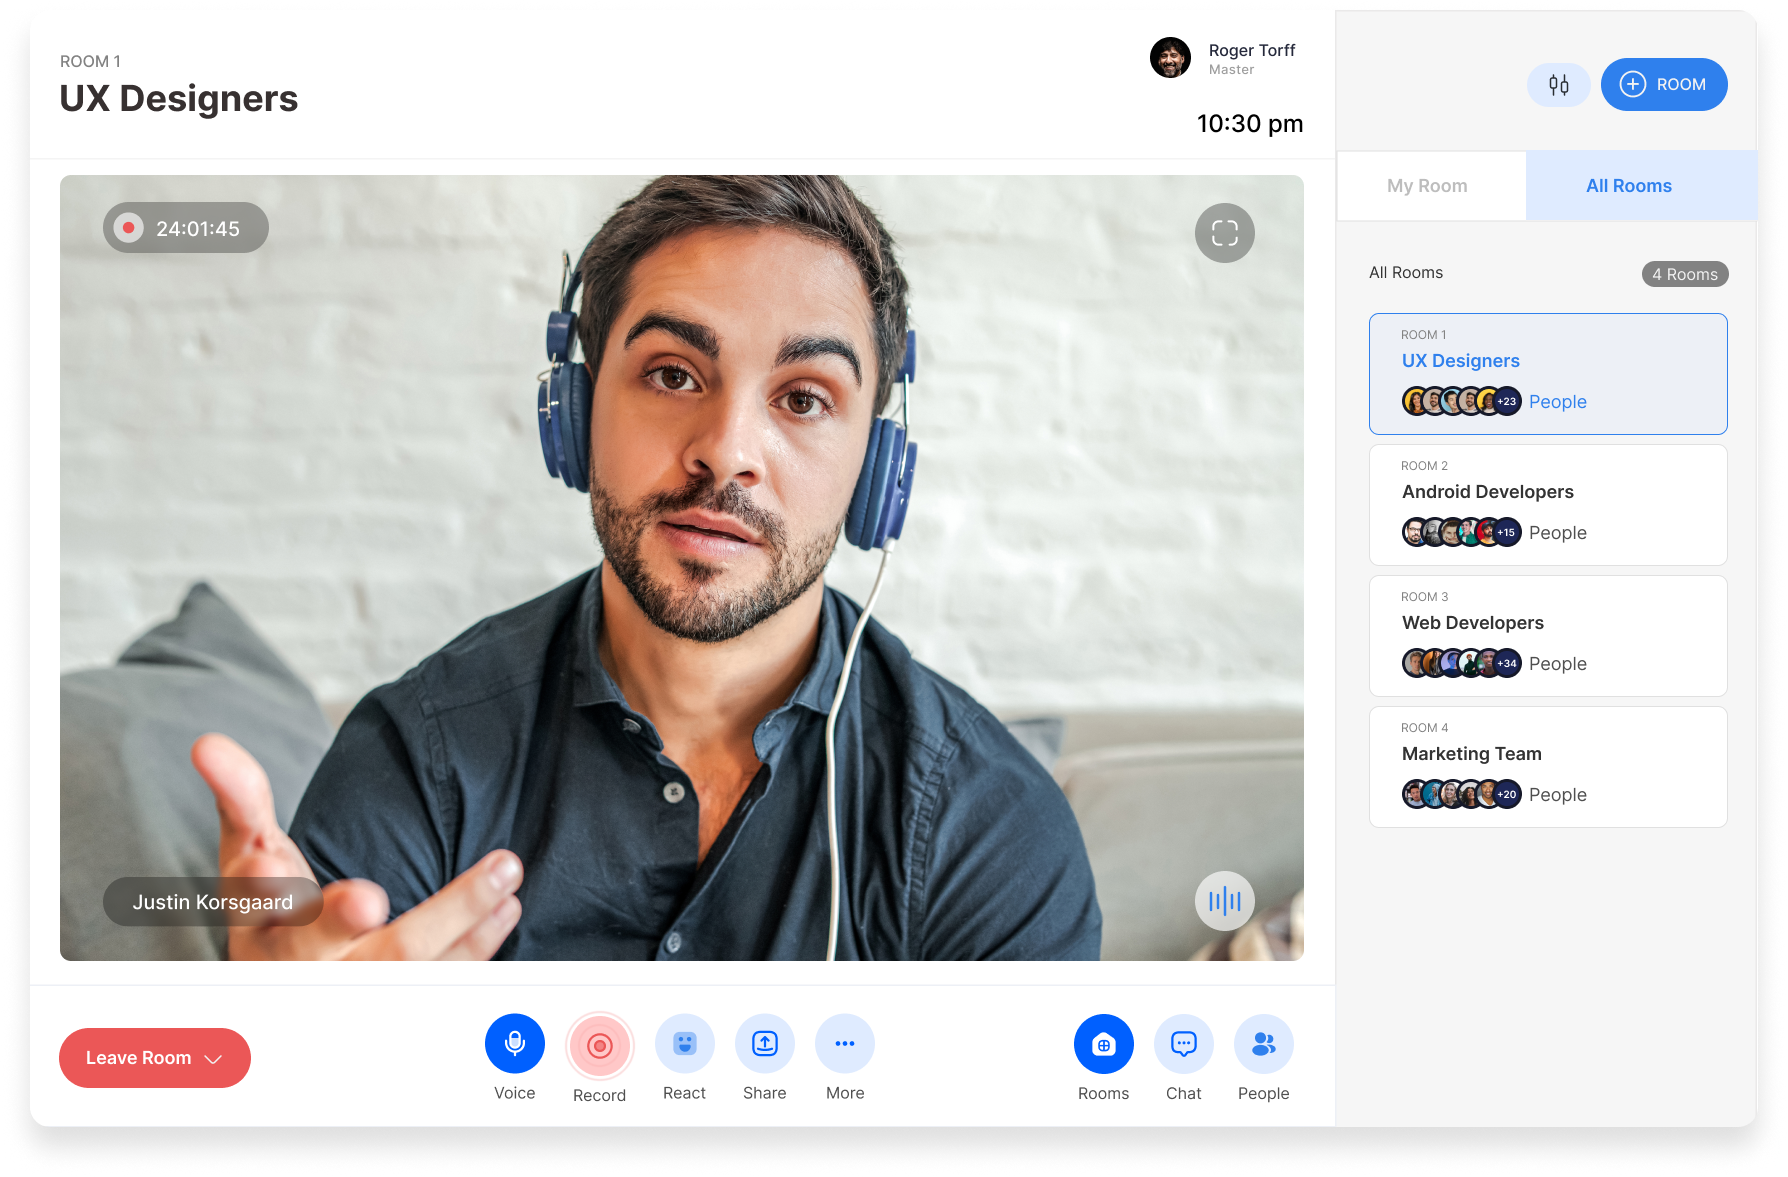 ROOM 1
UX Designers
Roger Torff
Master
10:30 pm
24:01:45
Justin Korsgaard
Leave Room
Voice
Record
React
Share
More
Rooms
Chat
People
ROOM
My Room
All Rooms
All Rooms
4 Rooms
ROOM 1
UX Designers
+23 People
ROOM 2
Android Developers
+15 People
ROOM 3
Web Developers
+34 People
ROOM 4
Marketing Team
+20 People